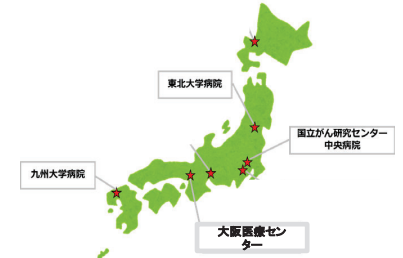 東北大学病院
国立がん研究センター
中央病院
九州大学病院
大阪医療セン
ター